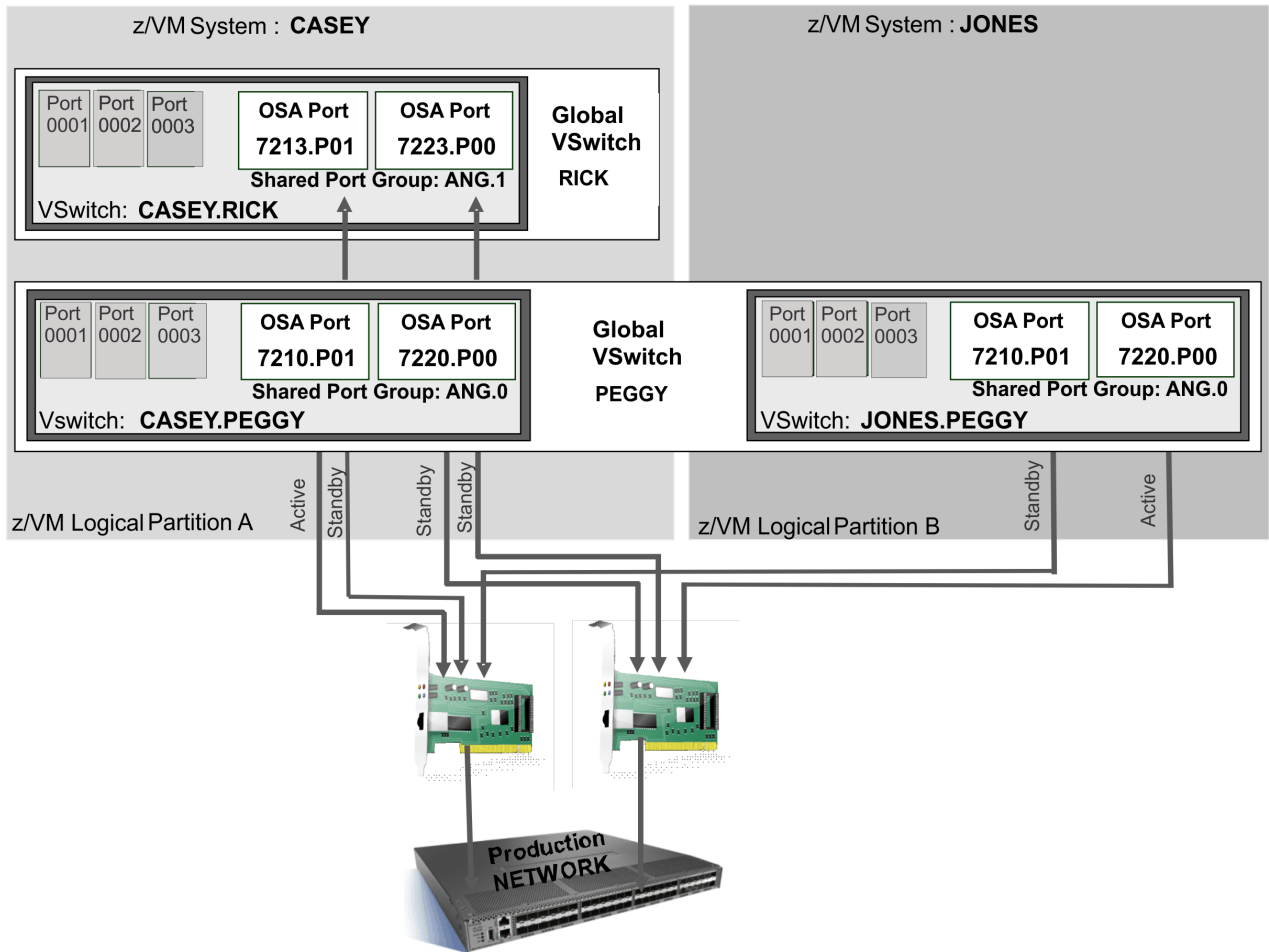 z/VM System : CASEY
z/VM System : JONES
Port 0001
Port 0002
Port 0003
OSA Port
7213.P01
OSA Port
7223.P00
Shared Port Group: ANG.1
VSwitch: CASEY.RICK
Global
VSwitch
RICK
Port 0001
Port 0002
Port 0003
OSA Port
7210.P01
OSA Port
7220.P00
Shared Port Group: ANG.0
Vswitch: CASEY.PEGGY
Global
VSwitch
PEGGY
Port 0001
Port 0002
Port 0003
OSA Port
7210.P01
OSA Port
7220.P00
Shared Port Group: ANG.0
VSwitch: JONES.PEGGY
z/VM Logical Partition A
Active
Standby
Standby
Standby
z/VM Logical Partition B
Standby
Active
Production
NETWORK